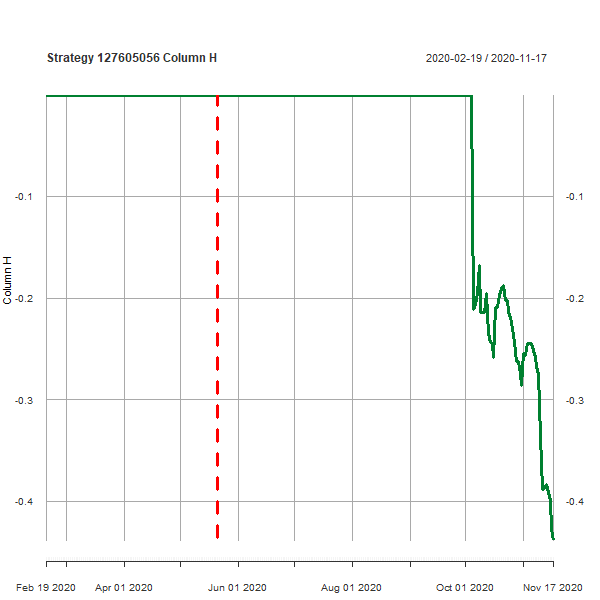 Strategy 127605056 Column H
2020-02-19 / 2020-11-17
Column H
-0.1
-0.1
-0.2
-0.2
-0.3
-0.3
-0.4
-0.4
Feb 19 2020
Apr 01 2020
Jun 01 2020
Aug 01 2020
Oct 01 2020
Nov 17 2020